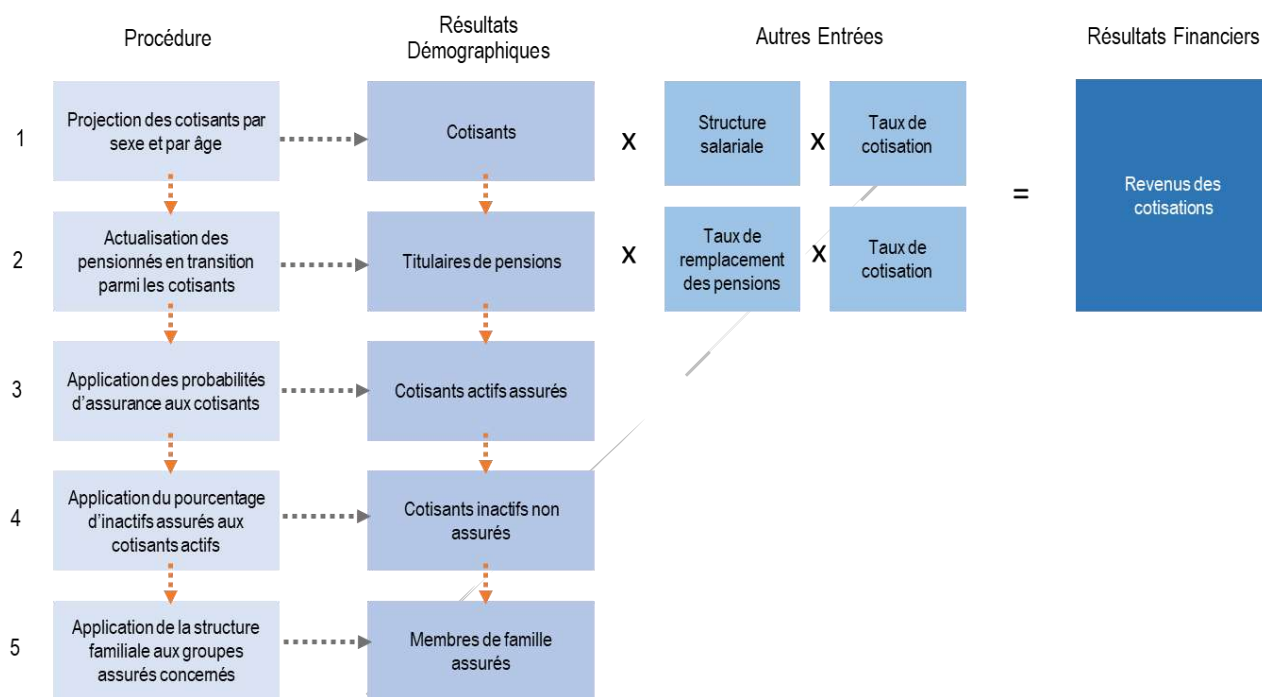 Procédure
Résultats
Démographiques
Autres Entrées
Résultats Financiers
1
Projection des cotisants par
sexe et par âge
Cotisants
x
Structure
salariale
x
Taux de
cotisation
=
Revenus des
cotisations
2
Actualisation des
pensionnés en transition
parmi les cotisants
Titulaires de pensions
x
Taux de
remplacement
des pensions
x
Taux de
cotisation
3
Application des probabilités
d'assurance aux cotisants
Cotisants actifs assurés
4
Application du pourcentage
d'inactifs assurés aux
cotisants actifs
Cotisants inactifs non
assurés
5
Application de la structure
familiale aux groupes
assurés concernés
Membres de famille
assurés